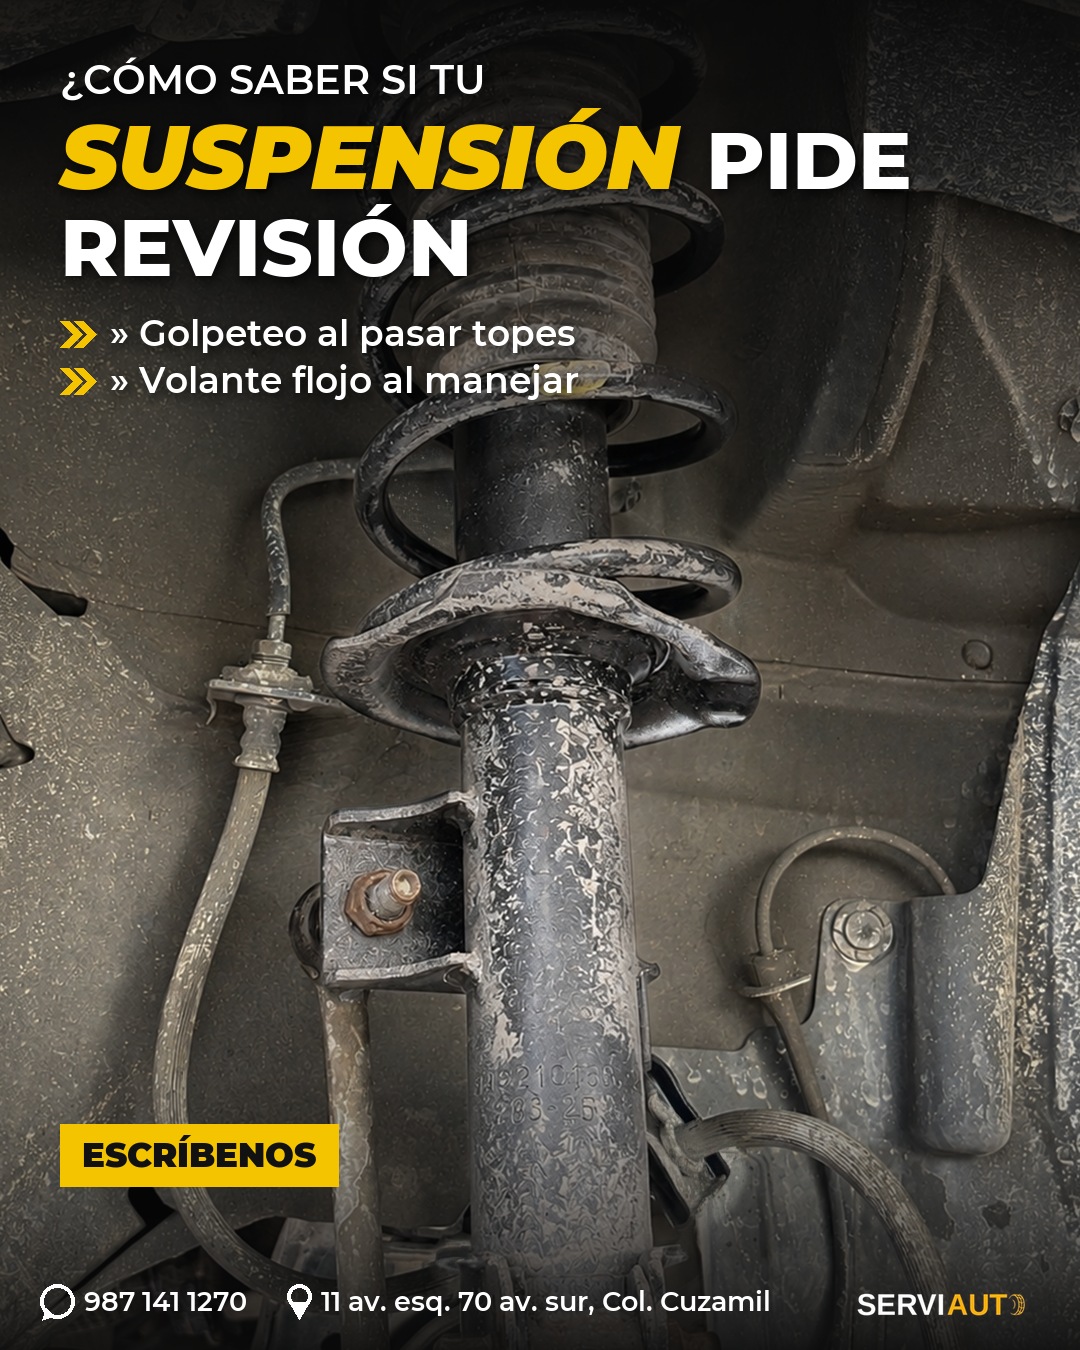 ¿CÓMO SABER SI TU
SUSPENSIÓN PIDE
REVISIÓN
» Golpeteo al pasar topes
» Volante flojo al manejar
ESCRÍBENOS
987 141 1270
11 av. esq. 70 av. sur, Col. Cuzamil
SERVIAUTO